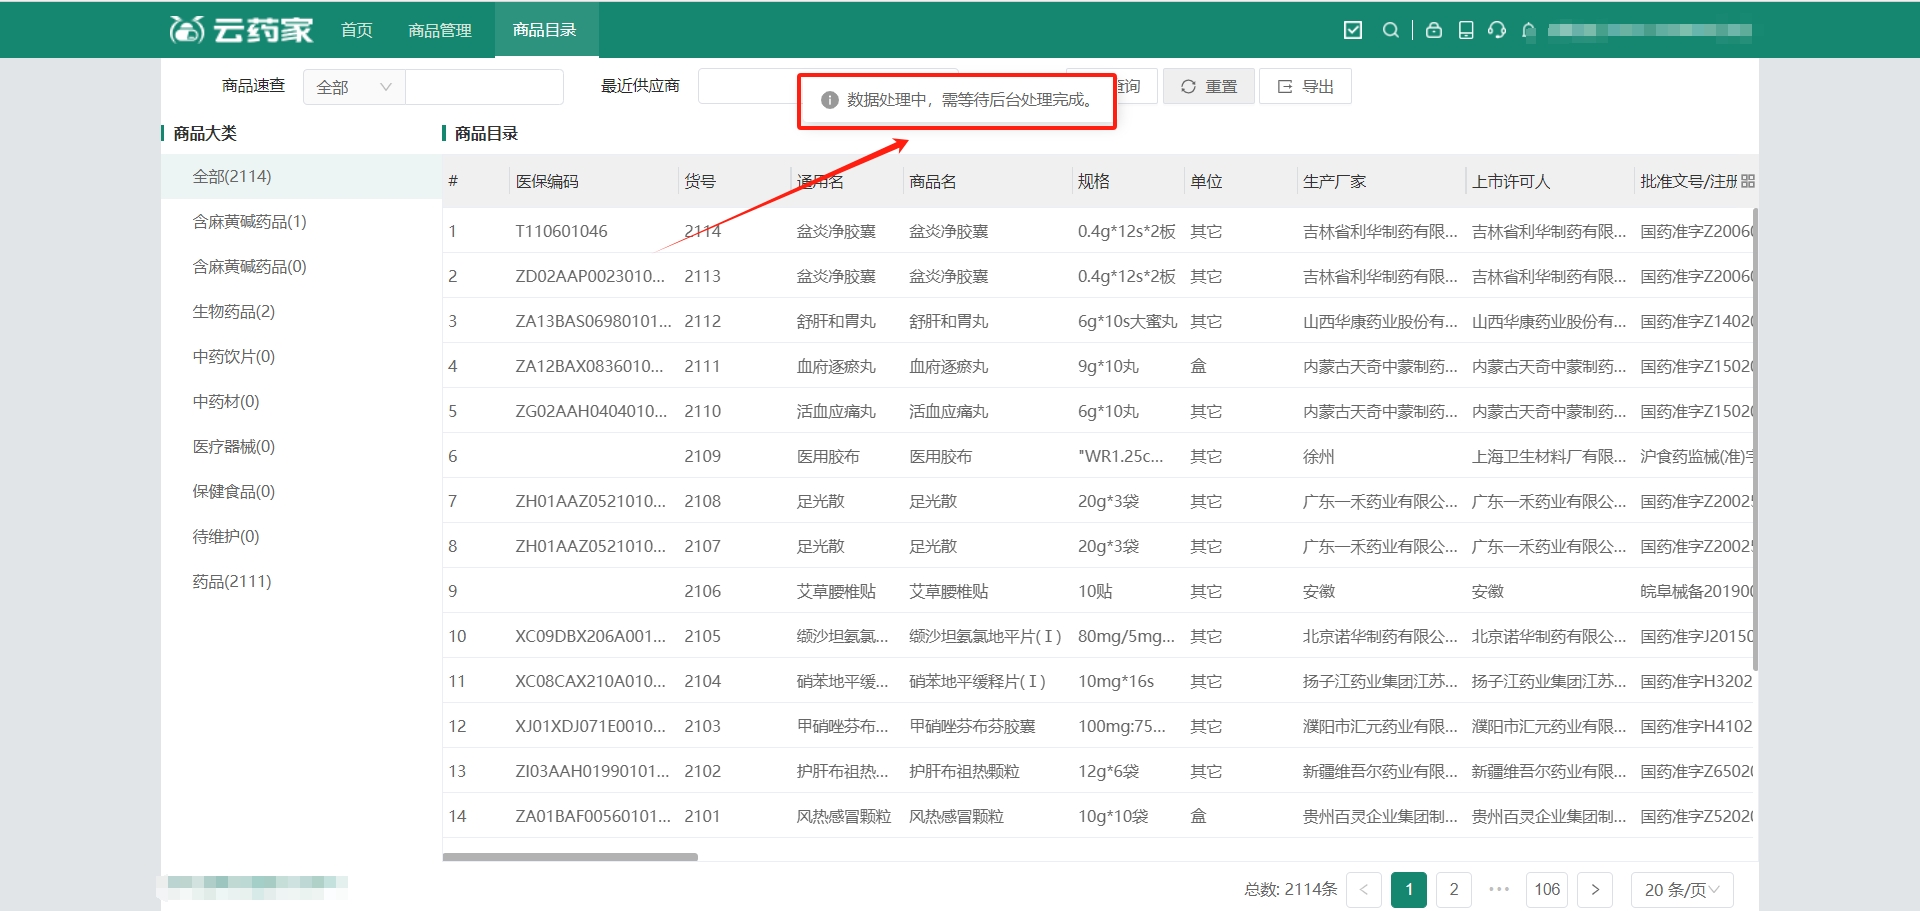 云药家 首页 商品管理 商品目录
商品速查 全部 最近供应商 查询 重置 导出
数据处理中，需等待后台处理完成。
商品大类
全部(2114)
含麻黄碱药品(1)
含麻黄碱药品(0)
生物药品(2)
中药饮片(0)
中药材(0)
医疗器械(0)
保健食品(0)
待维护(0)
药品(2111)
商品目录
# 医保编码 货号 通用名 商品名 规格 单位 生产厂家 上市许可人 批准文号/注册
1 T110601046 2114 盆炎净胶囊 盆炎净胶囊 0.4g*12s*2板 其它 吉林省利华制药有限... 吉林省利华制药有限... 国药准字Z20060
2 ZD02AAP0023010... 2113 盆炎净胶囊 盆炎净胶囊 0.4g*12s*2板 其它 吉林省利华制药有限... 吉林省利华制药有限... 国药准字Z20060
3 ZA13BAS06980101... 2112 舒肝和胃丸 舒肝和胃丸 6g*10s大蜜丸 其它 山西华康药业股份有... 山西华康药业股份有... 国药准字Z14020
4 ZA12BAX0836010... 2111 血府逐瘀丸 血府逐瘀丸 9g*10丸 盒 内蒙古天奇中蒙制药... 内蒙古天奇中蒙制药... 国药准字Z15020
5 ZG02AAH0404010... 2110 活血应痛丸 活血应痛丸 6g*10丸 其它 内蒙古天奇中蒙制药... 内蒙古天奇中蒙制药... 国药准字Z15020
6 2109 医用胶布 医用胶布 "WR1.25c... 其它 徐州 上海卫生材料厂有限... 沪食药监械(准)字
7 ZH01AAZ0521010... 2108 足光散 足光散 20g*3袋 其它 广东一禾药业有限公... 广东一禾药业有限公... 国药准字Z20025
8 ZH01AAZ0521010... 2107 足光散 足光散 20g*3袋 其它 广东一禾药业有限公... 广东一禾药业有限公... 国药准字Z20025
9 2106 艾草腰椎贴 艾草腰椎贴 10贴 其它 安徽 安徽 皖阜械备201900
10 XC09DBX206A001... 2105 缬沙坦氨氯... 缬沙坦氨氯地平片(Ⅰ) 80mg/5mg... 其它 北京诺华制药有限公... 北京诺华制药有限公... 国药准字J20150
11 XC08CAX210A010... 2104 硝苯地平缓... 硝苯地平缓释片(Ⅰ) 10mg*16s 其它 扬子江药业集团江苏... 扬子江药业集团江苏... 国药准字H3202
12 XJ01XDJ071E0010... 2103 甲硝唑芬布... 甲硝唑芬布芬胶囊 100mg:75... 其它 濮阳市汇元药业有限... 濮阳市汇元药业有限... 国药准字H4102
13 ZI03AAH01990101... 2102 护肝布祖热... 护肝布祖热颗粒 12g*6袋 其它 新疆维吾尔药业有限... 新疆维吾尔药业有限... 国药准字Z65020
14 ZA01BAF00560101... 2101 风热感冒颗粒 风热感冒颗粒 10g*10袋 盒 贵州百灵企业集团制... 贵州百灵企业集团制... 国药准字Z52020
总数: 2114条 < 1 2 ••• 106 > 20 条/页